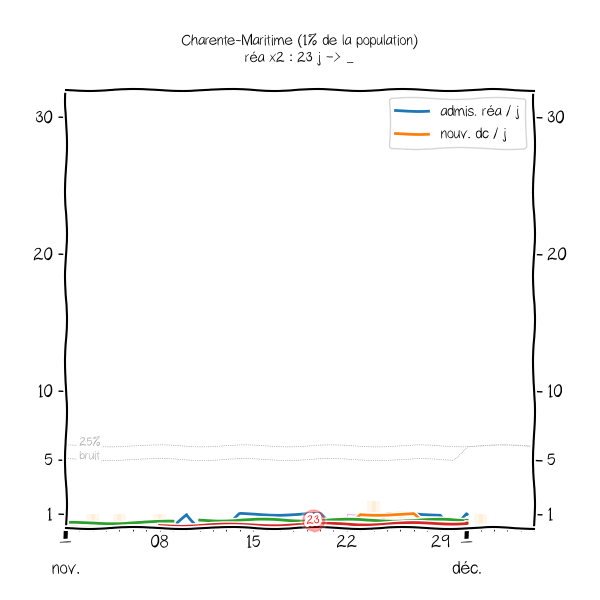 Charente-Maritime (1% de la population)
réa x2 : 23 j -> _
admis. réa / j
nouv. dc / j
30
30
20
20
10
10
25%
bruit
5
5
1
1
23
08
15
22
29
nov.
déc.